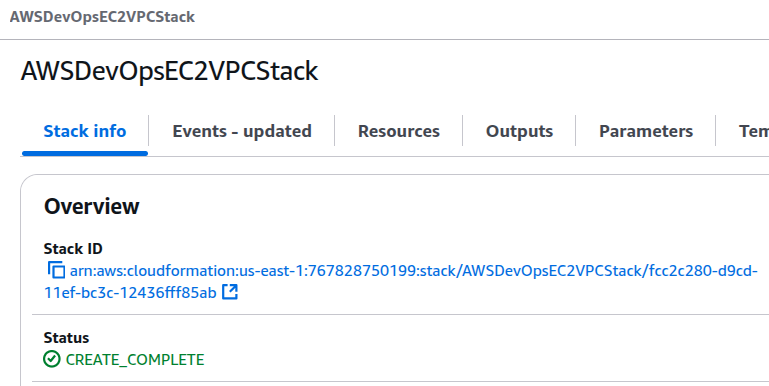 AWSDevOpsEC2VPCStack
AWSDevOpsEC2VPCStack
Stack info Events - updated Resources Outputs Parameters Tem
Overview
Stack ID
arn:aws:cloudformation:us-east-1:767828750199:stack/AWSDevOpsEC2VPCStack/fcc2c280-d9cd-
11ef-bc3c-12436fff85ab
Status
CREATE_COMPLETE